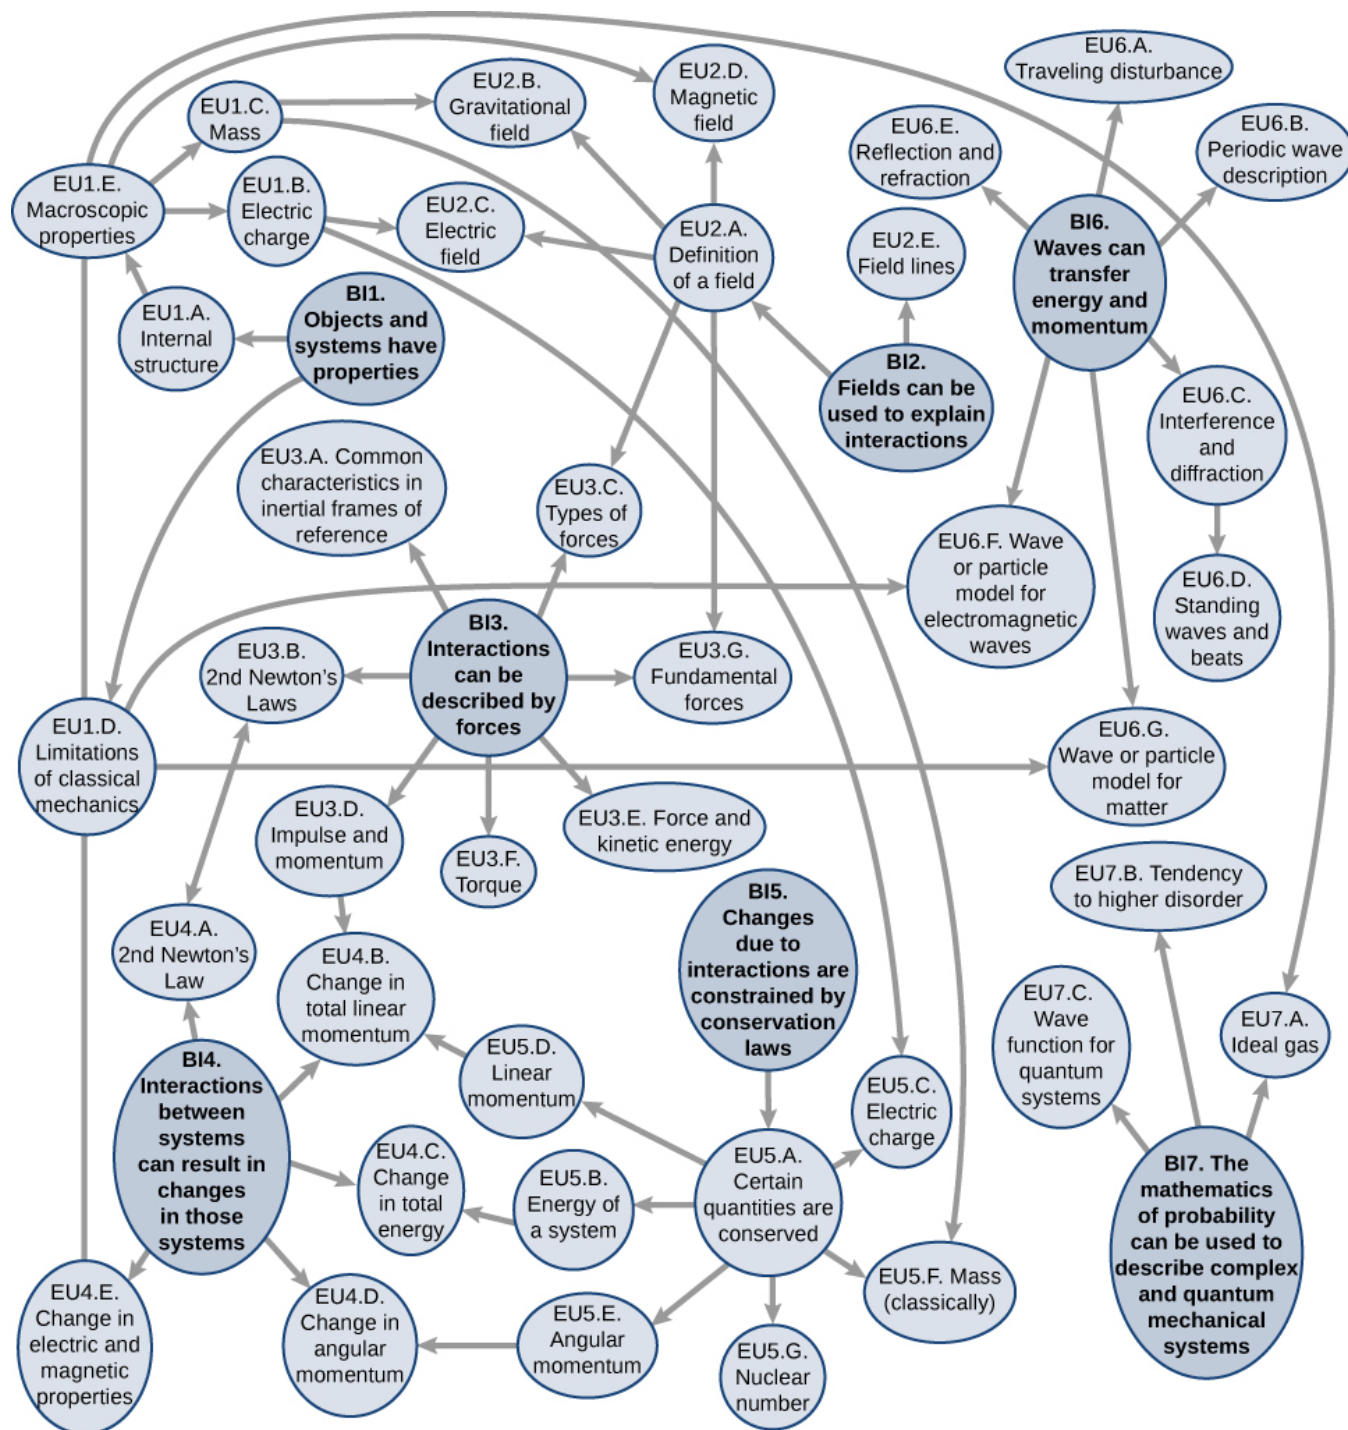 EU6.A.
Traveling disturbance
EU2.B.
Gravitational
field
EU2.D.
Magnetic
field
EU1.C.
Mass
EU6.E.
Reflection and
refraction
EU6.B.
Periodic wave
description
EU1.E.
Macroscopic
properties
EU1.B.
Electric
charge
EU2.C.
Electric
field
EU2.A.
Definition
of a field
EU2.E.
Field lines
BI6.
Waves can
transfer
energy and
momentum
EU1.A.
Internal
structure
BI1.
Objects and
systems have
properties
BI2.
Fields can be
used to explain
interactions
EU6.C.
Interference
and
diffraction
EU3.A. Common
characteristics in
inertial frames of
reference
EU3.C.
Types of
forces
EU6.F. Wave
or particle
model for
electromagnetic
waves
EU6.D.
Standing
waves and
beats
EU3.B.
2nd Newton’s
Laws
BI3.
Interactions
can be
described by
forces
EU3.G.
Fundamental
forces
EU1.D.
Limitations
of classical
mechanics
EU6.G.
Wave or particle
model for
matter
EU3.D.
Impulse and
momentum
EU3.F.
Torque
EU3.E. Force and
kinetic energy
EU7.B. Tendency
to higher disorder
EU4.A.
2nd Newton’s
Law
EU4.B.
Change in
total linear
momentum
BI5.
Changes
due to
interactions are
constrained by
conservation
laws
EU7.C.
Wave
function for
quantum
systems
EU7.A.
Ideal gas
BI4.
Interactions
between
systems
can result in
changes
in those
systems
EU5.D.
Linear
momentum
EU5.C.
Electric
charge
EU4.C.
Change
in total
energy
EU5.B.
Energy of
a system
EU5.A.
Certain
quantities are
conserved
BI7. The
mathematics
of probability
can be used to
describe complex
and quantum
mechanical
systems
EU4.E.
Change in
electric and
magnetic
properties
EU4.D.
Change in
angular
momentum
EU5.E.
Angular
momentum
EU5.G.
Nuclear
number
EU5.F. Mass
(classically)